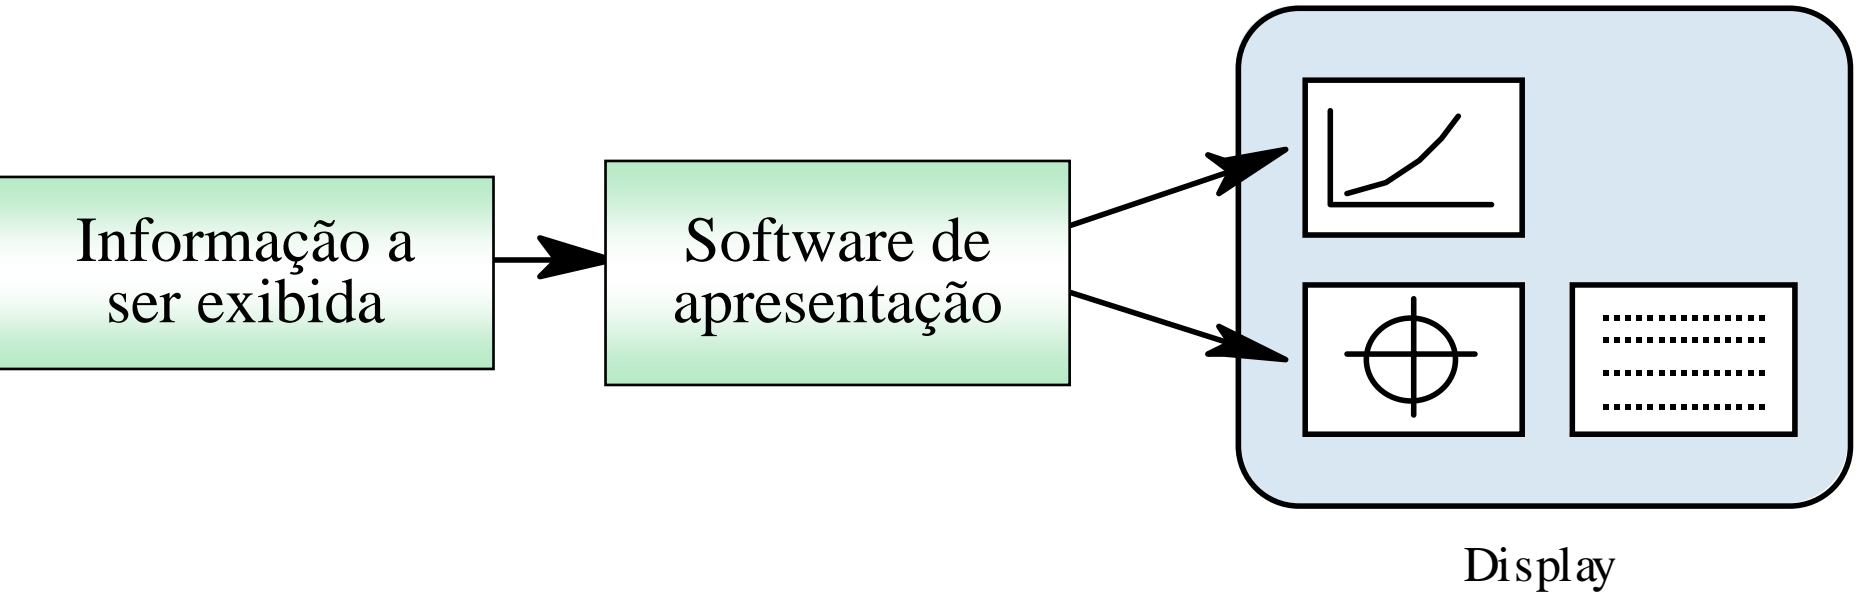 Informação a
ser exibida
Software de
apresentação
Display